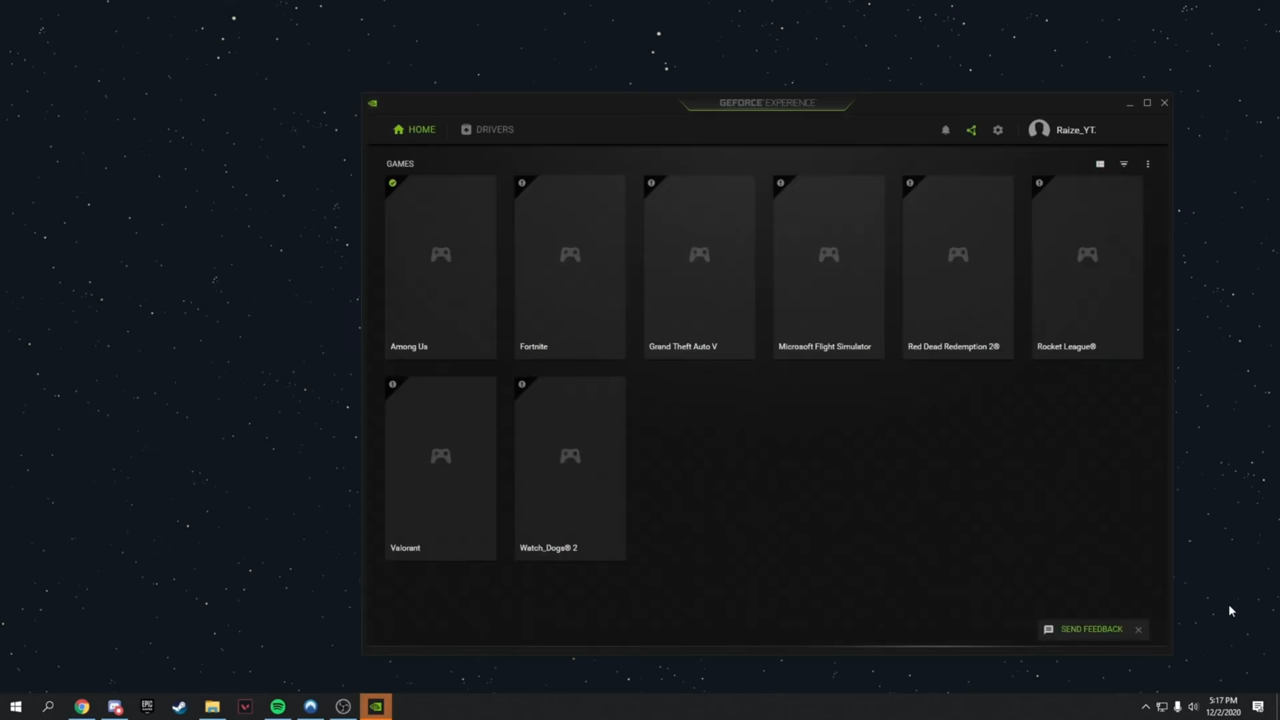 GEFORCE EXPERIENCE
HOME
DRIVERS
Raize_YT.
GAMES
Among Us
Fortnite
Grand Theft Auto V
Microsoft Flight Simulator
Red Dead Redemption 2®
Rocket League®
Valorant
Watch_Dogs® 2
SEND FEEDBACK
EPIC
5:17 PM
12/2/2020